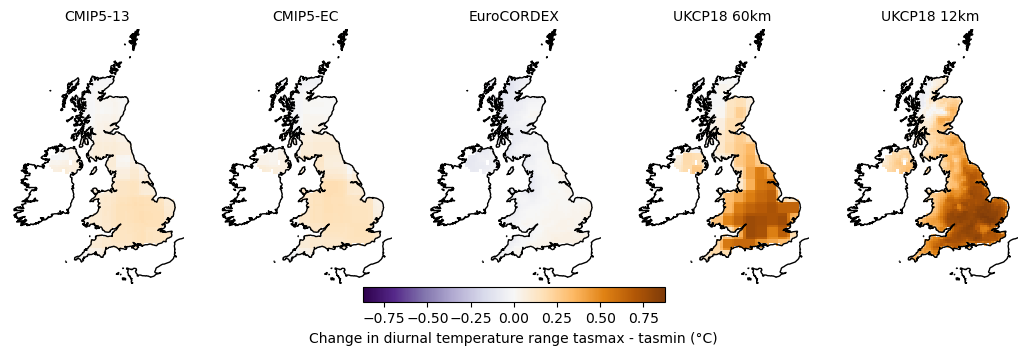 CMIP5-13 CMIP5-EC EuroCORDEX UKCP18 60km UKCP18 12km
−0.75 −0.50 −0.25 0.00 0.25 0.50 0.75
Change in diurnal temperature range tasmax - tasmin (°C)